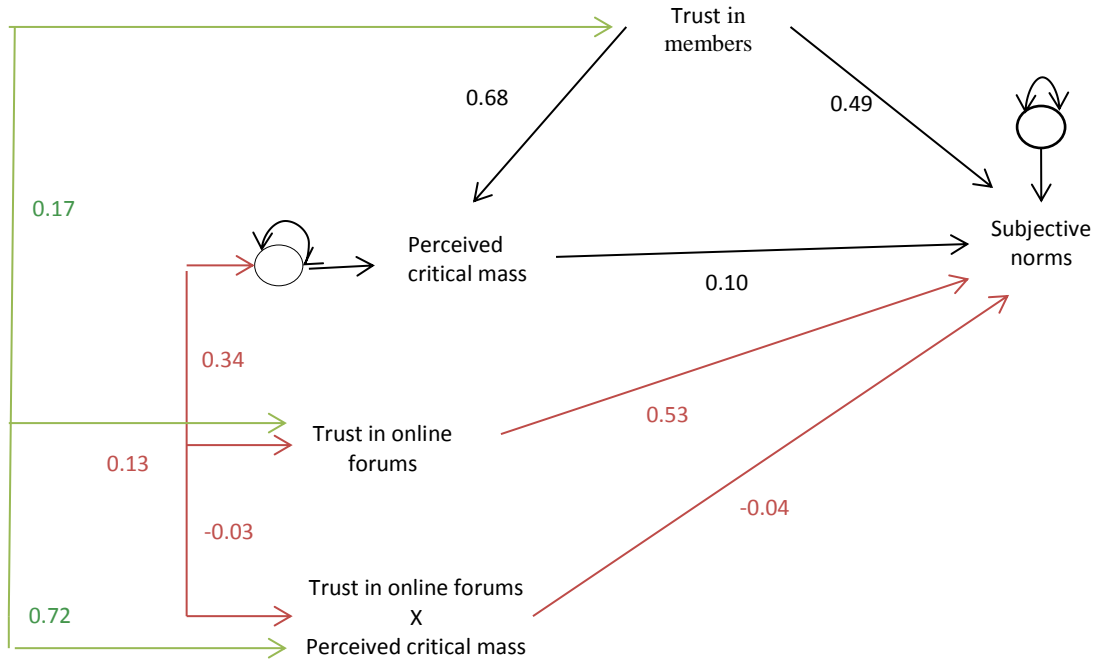 Trust in
members
0.68
0.49
0.17
Subjective
norms
Perceived
critical mass
0.10
0.34
0.53
Trust in online
forums
0.13
-0.04
-0.03
Trust in online forums
X
Perceived critical mass
0.72